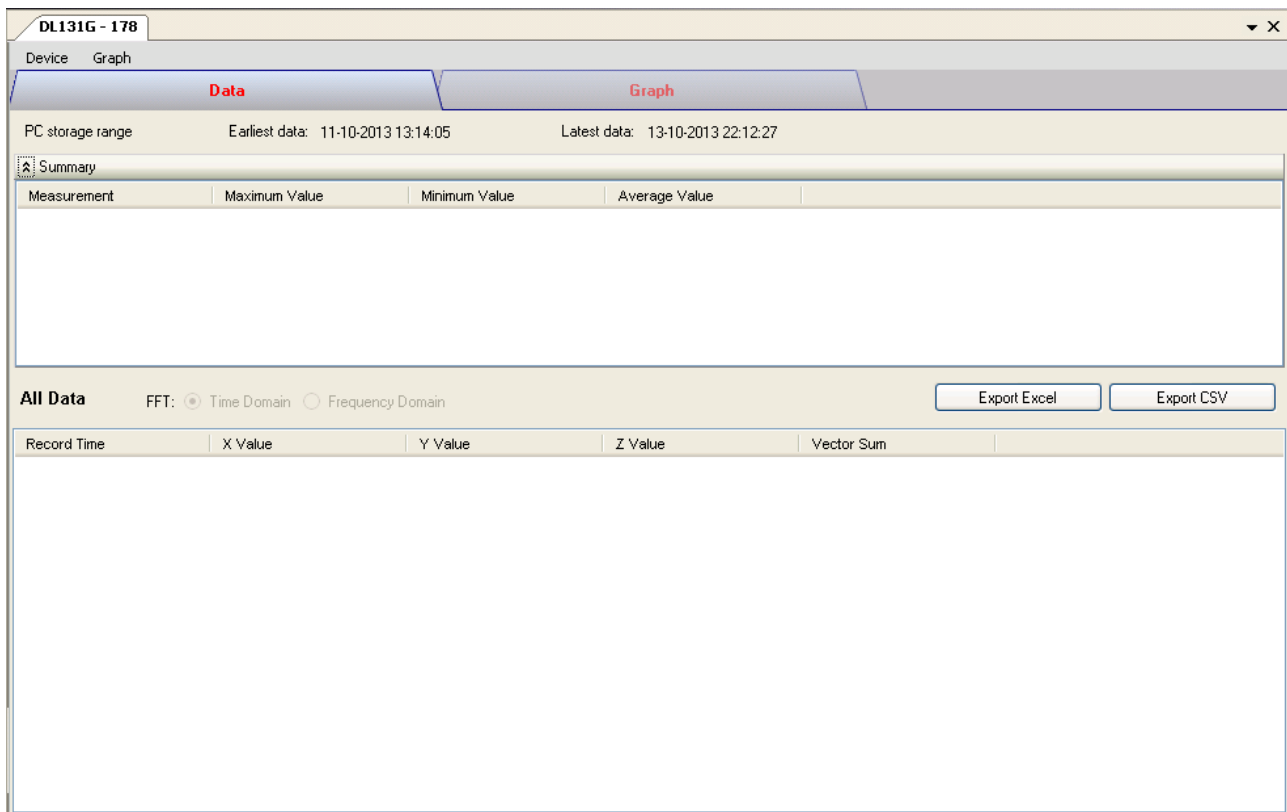 DL131G - 178
Device Graph
Data Graph
PC storage range Earliest data: 11-10-2013 13:14:05 Latest data: 13-10-2013 22:12:27
Summary
Measurement Maximum Value Minimum Value Average Value
All Data FFT: Time Domain Frequency Domain Export Excel Export CSV
Record Time X Value Y Value Z Value Vector Sum